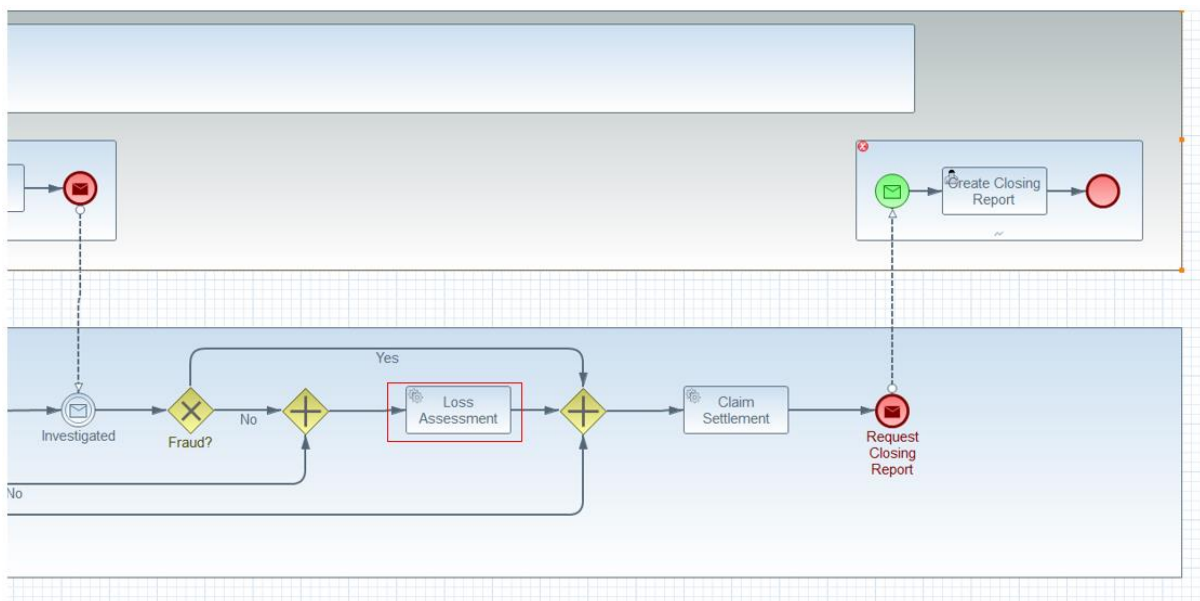 Create Closing
Report
Yes
Loss
Assessment
Claim
Settlement
No
Investigated
Fraud?
Request
Closing
Report
No